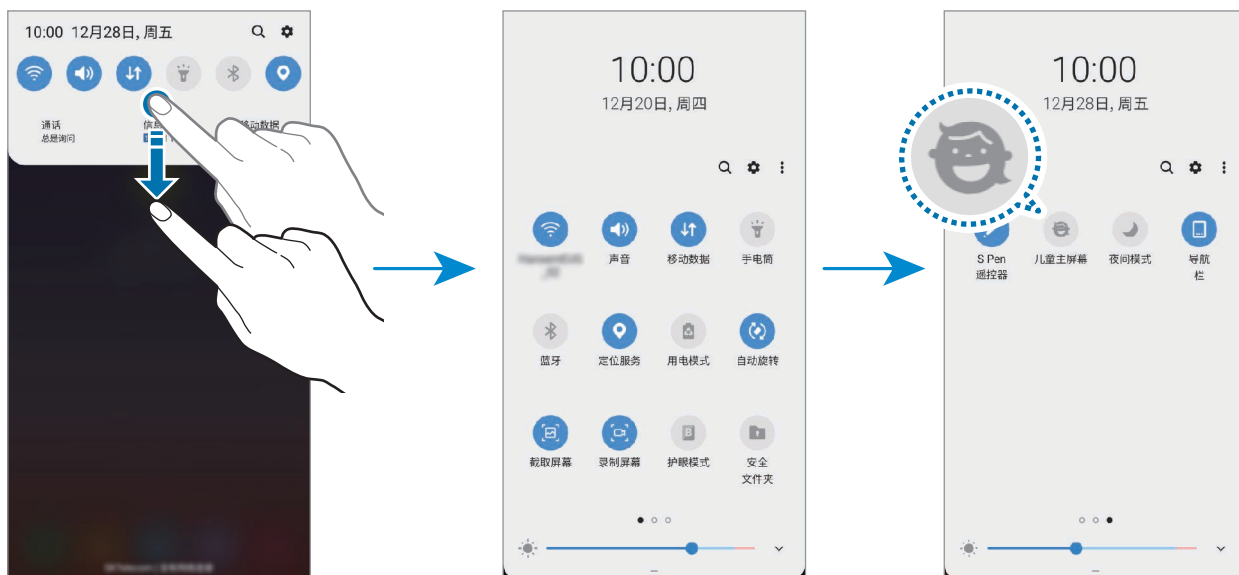 10:00 12月28日, 周五
通话
总是询问
移动数据
10:00
12月20日, 周四
声音
移动数据
手电筒
蓝牙
定位服务
用电模式
自动旋转
截取屏幕
录制屏幕
护眼模式
安全
文件夹
10:00
12月28日, 周五
S Pen
遥控器
儿童主屏幕
夜间模式
导航
栏